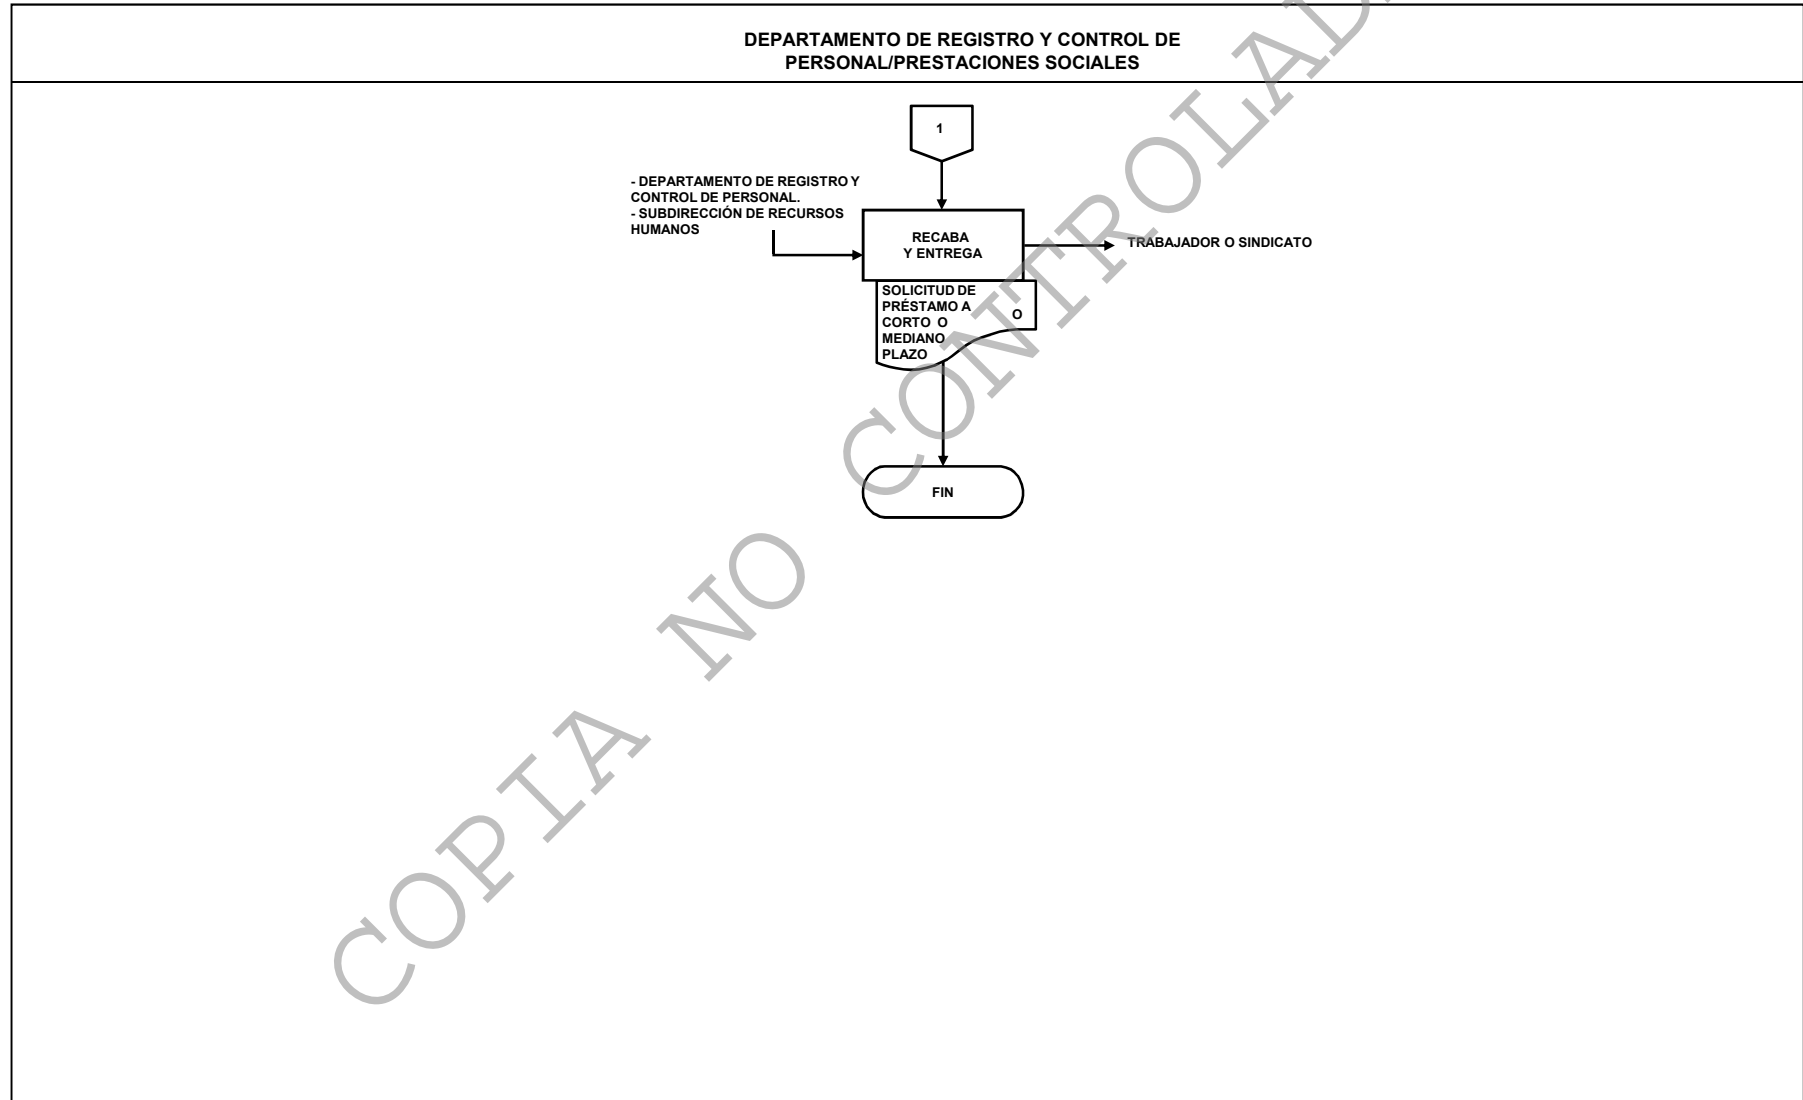 DEPARTAMENTO DE REGISTRO Y CONTROL DE
PERSONAL/PRESTACIONES SOCIALES
1
- DEPARTAMENTO DE REGISTRO Y
CONTROL DE PERSONAL.
- SUBDIRECCIÓN DE RECURSOS
HUMANOS
RECABA
Y ENTREGA
TRABAJADOR O SINDICATO
SOLICITUD DE
PRÉSTAMO A
CORTO O
MEDIANO
PLAZO
O
FIN
COPIA NO CONTROLAD